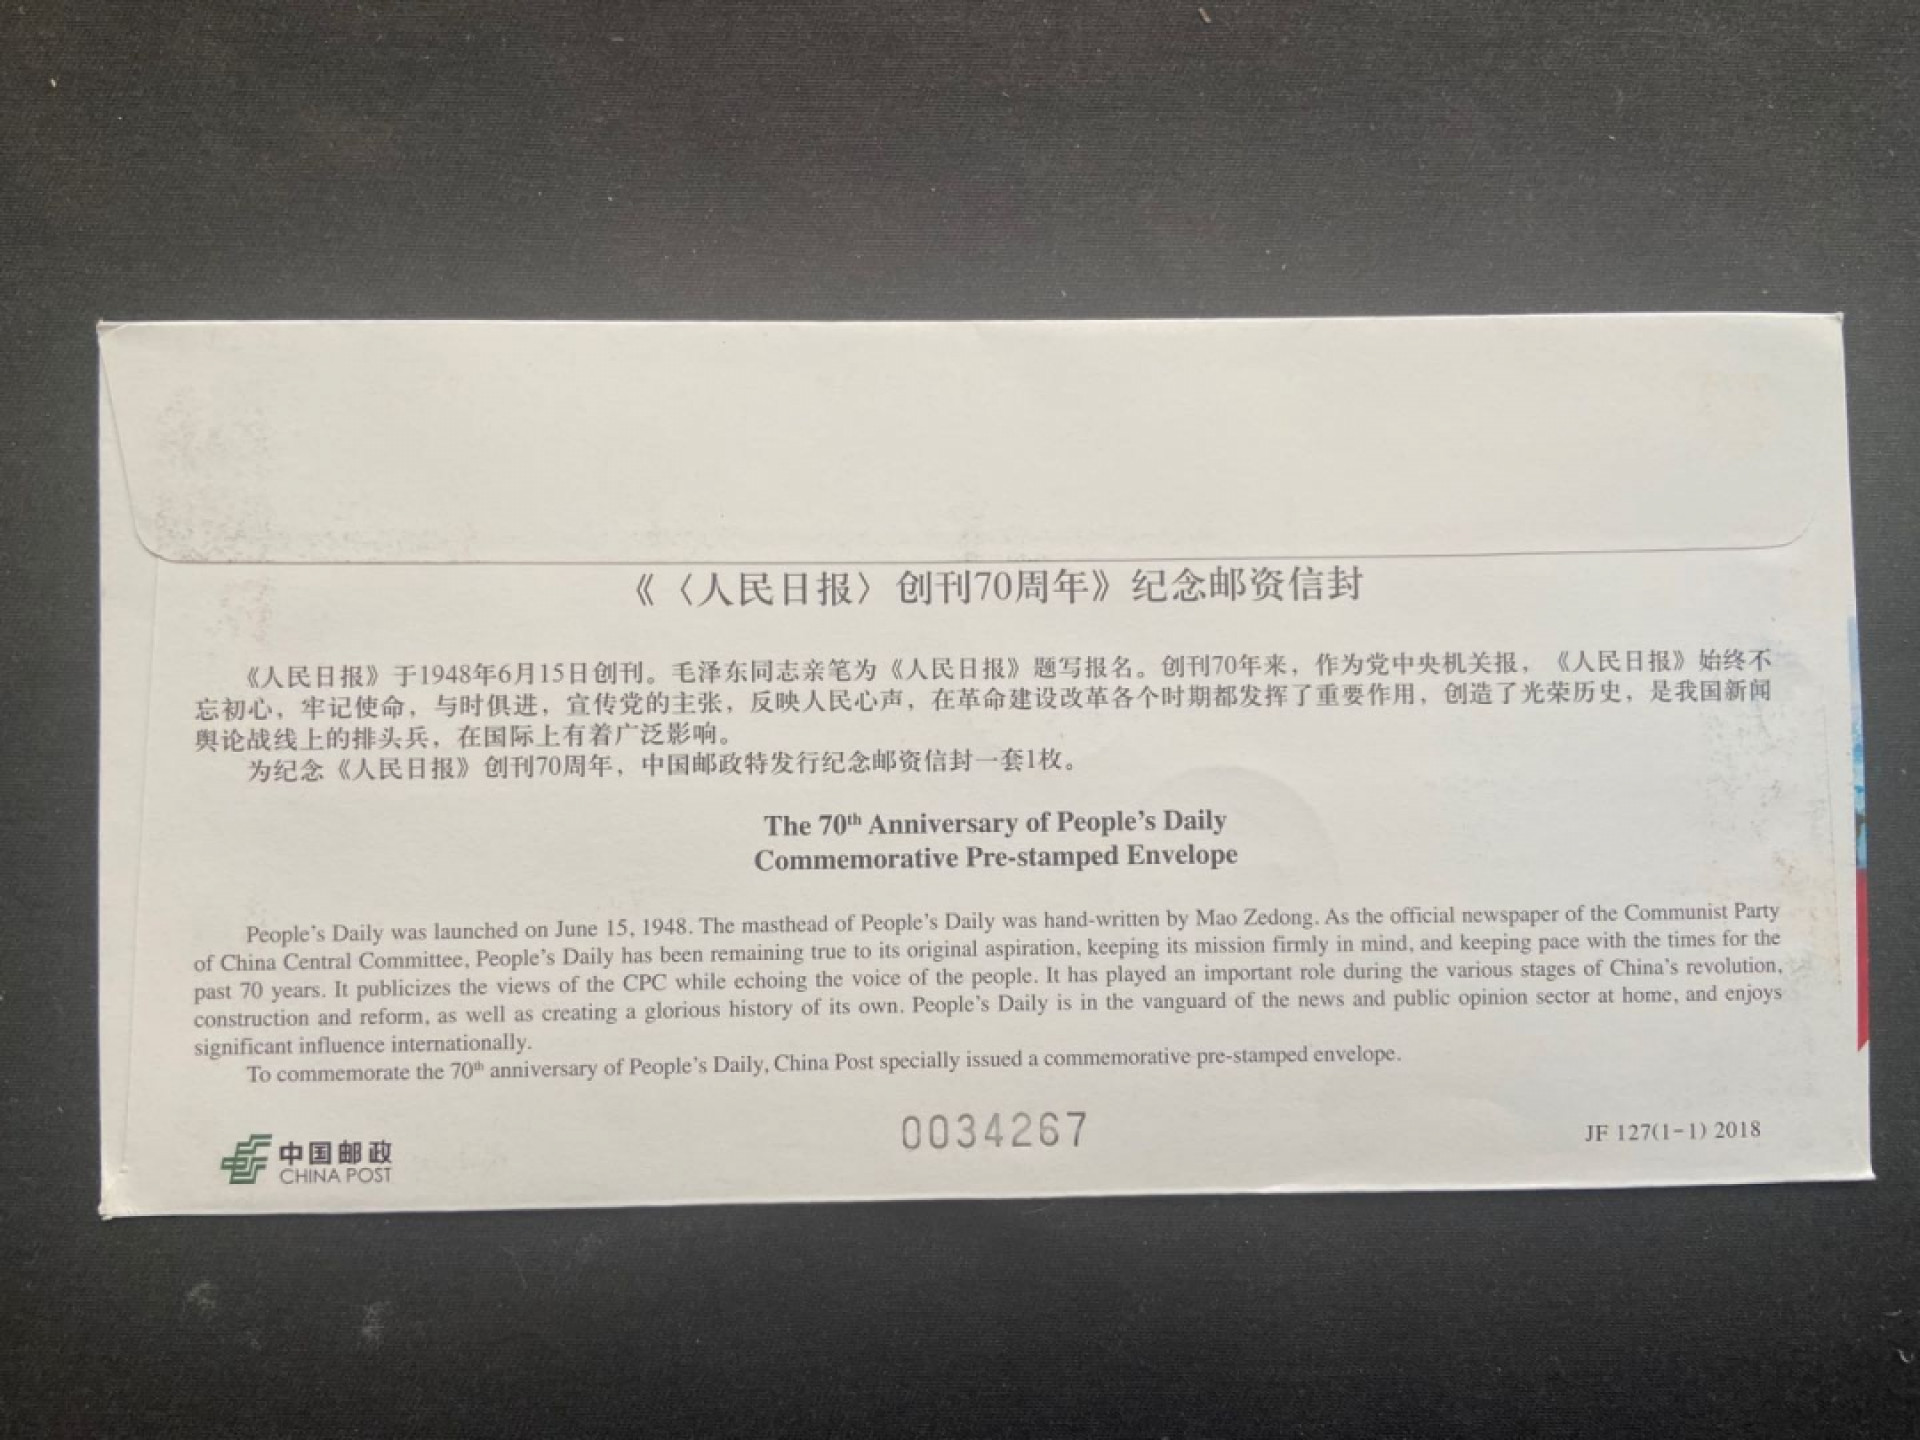 《〈人民日报〉创刊70周年》纪念邮资信封
《人民日报》于1948年6月15日创刊。毛泽东同志亲笔为《人民日报》题写报名。创刊70年来，作为党中央机关报，《人民日报》始终不
忘初心，牢记使命，与时俱进，宣传党的主张，反映人民心声，在革命建设改革各个时期都发挥了重要作用，创造了光荣历史，是我国新闻
舆论战线上的排头兵，在国际上有着广泛影响。
为纪念《人民日报》创刊70周年，中国邮政特发行纪念邮资信封一套1枚。
The 70th Anniversary of People's Daily
Commemorative Pre-stamped Envelope
People's Daily was launched on June 15, 1948. The masthead of People's Daily was hand-written by Mao Zedong. As the official newspaper of the Communist Party
of China Central Committee, People's Daily has been remaining true to its original aspiration, keeping its mission firmly in mind, and keeping pace with the times for the
past 70 years. It publicizes the views of the CPC while echoing the voice of the people. It has played an important role during the various stages of China's revolution,
construction and reform, as well as creating a glorious history of its own. People's Daily is in the vanguard of the news and public opinion sector at home, and enjoys
significant influence internationally.
To commemorate the 70th anniversary of People's Daily, China Post specially issued a commemorative pre-stamped envelope.
中国邮政
CHINA POST
0034267
JF 127(1-1) 2018